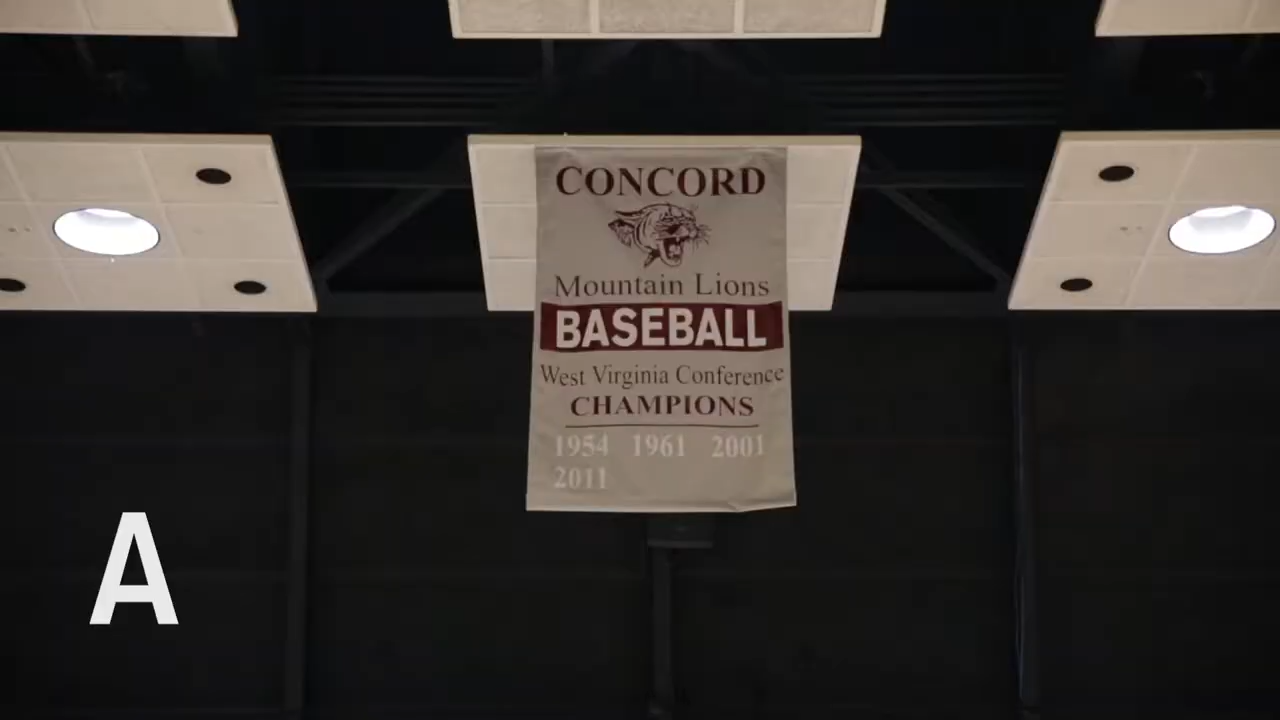 CONCORD
Mountain Lions
BASEBALL
West Virginia Conference
CHAMPIONS
1954 1961 2001
2011
A